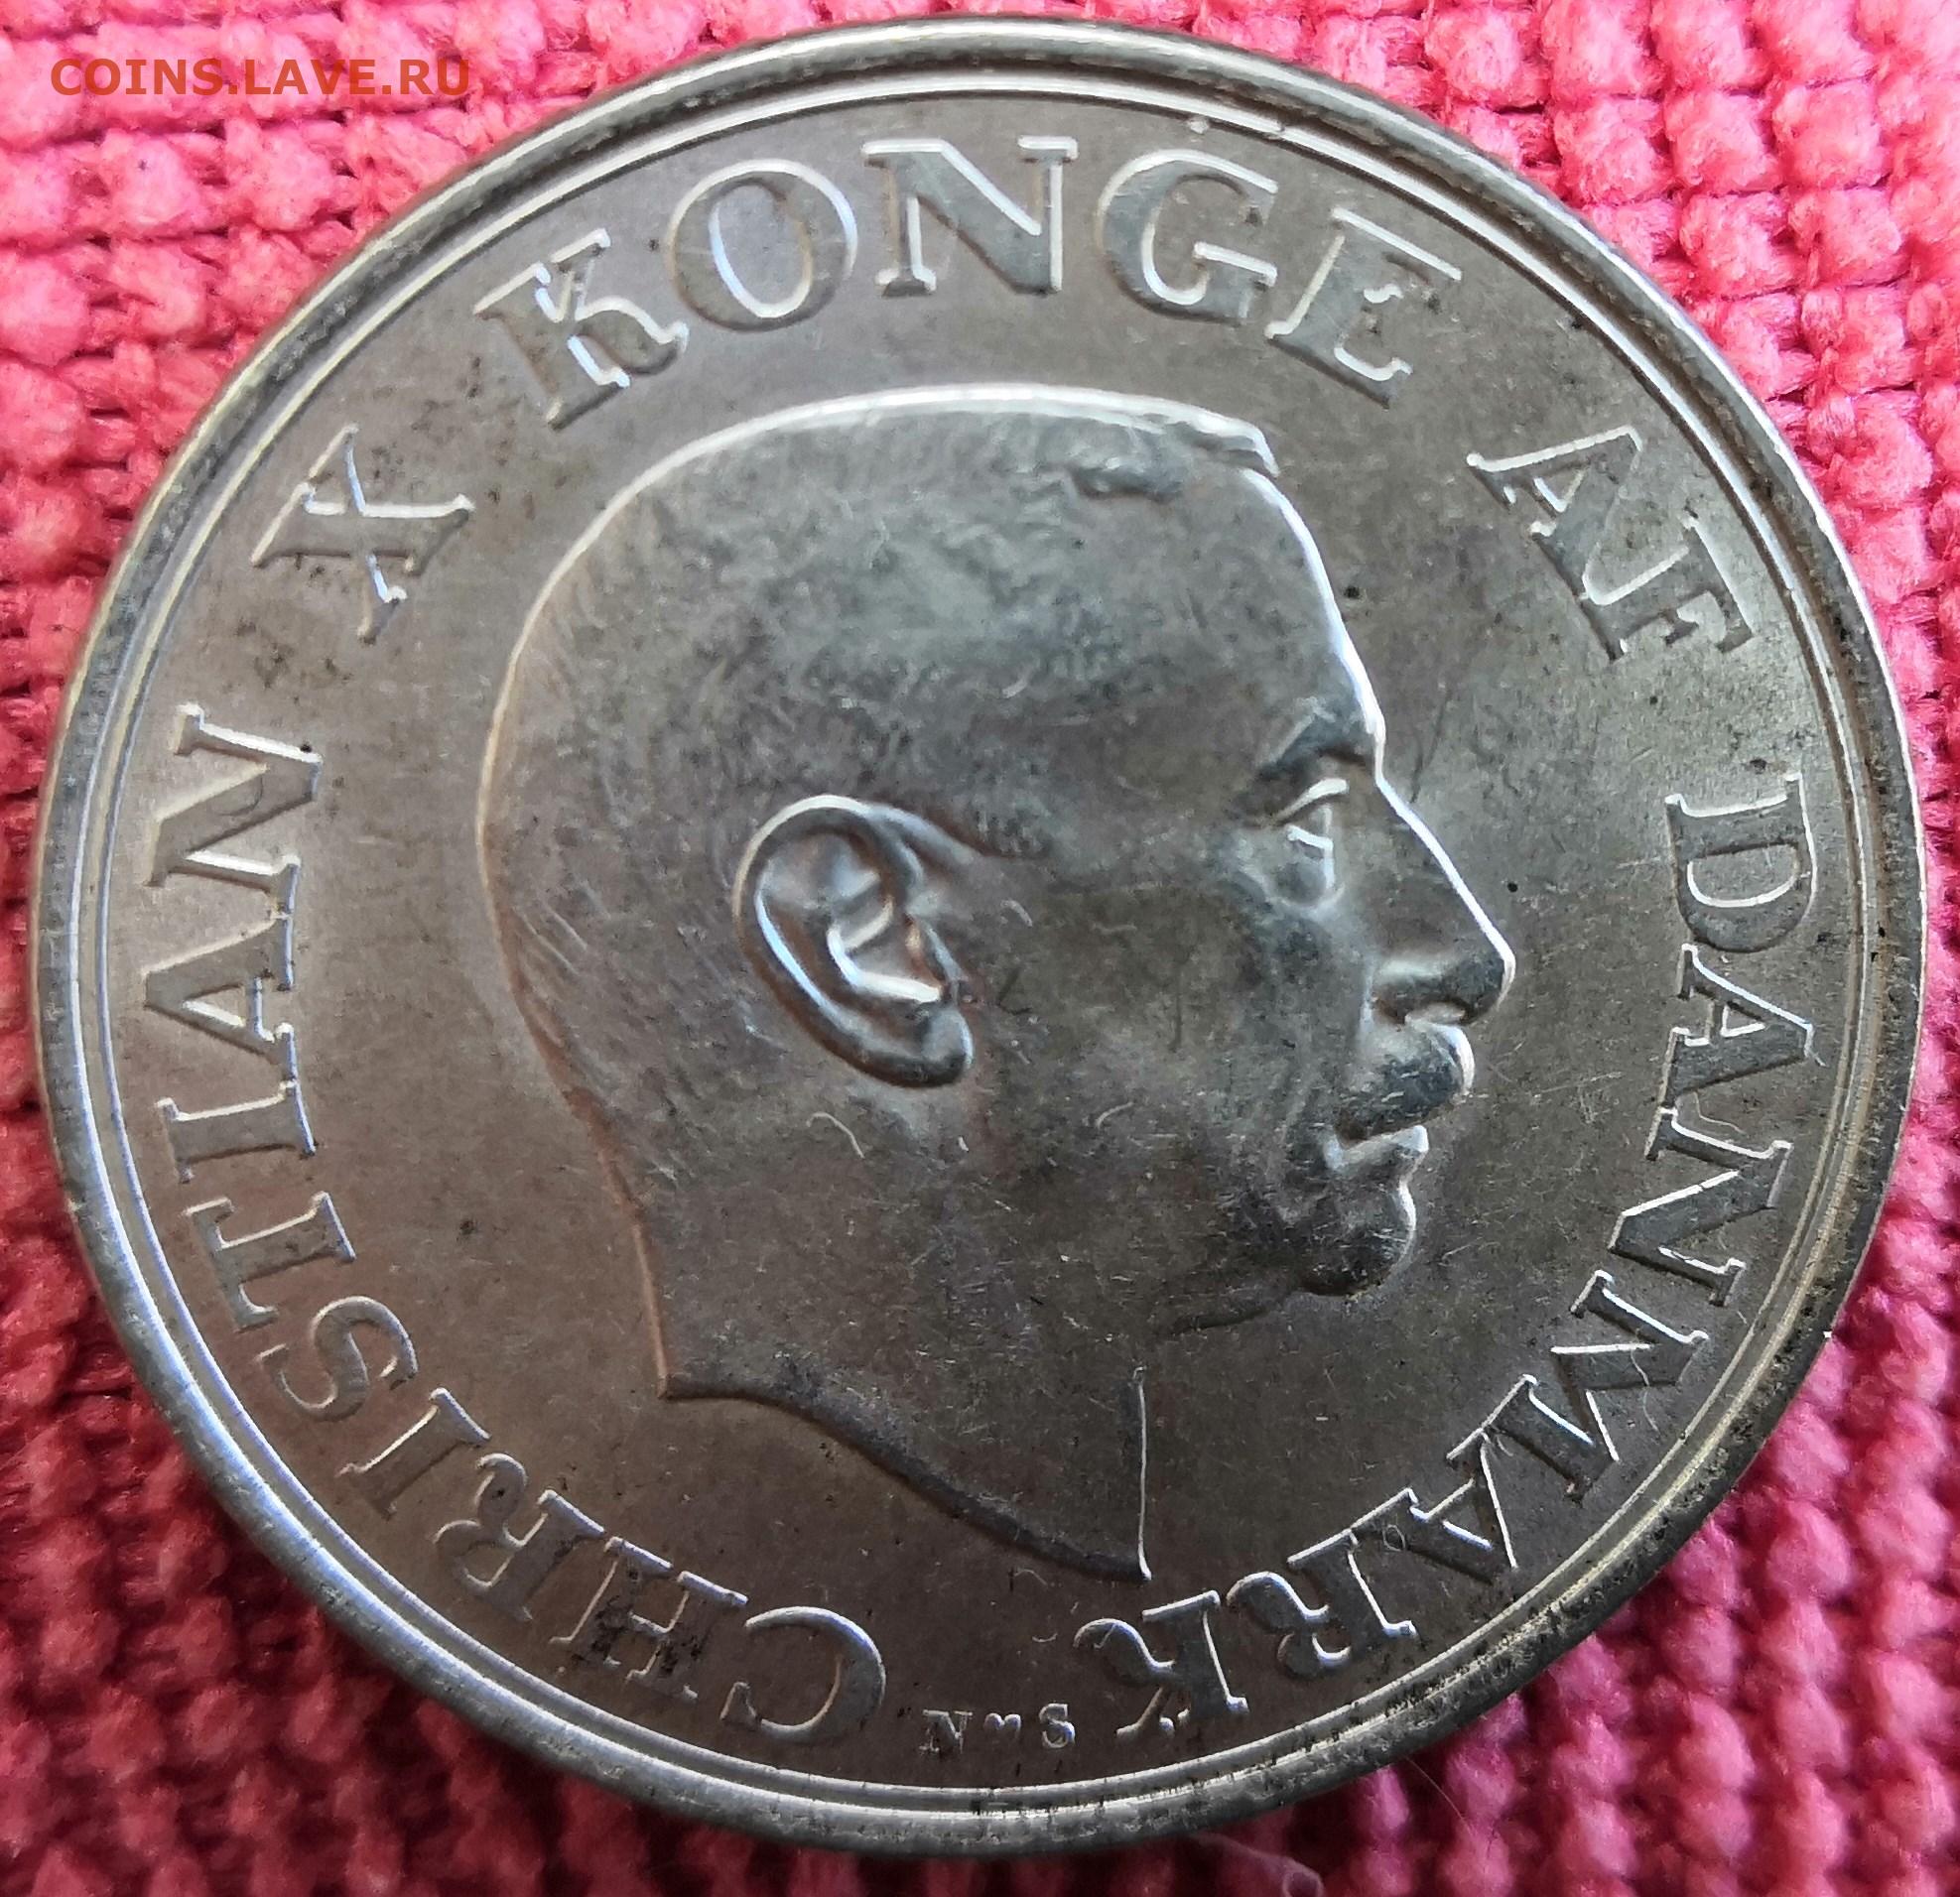 COINS.LAVE.RU
CHRISTIAN X KONGE AF DANMARK
N S